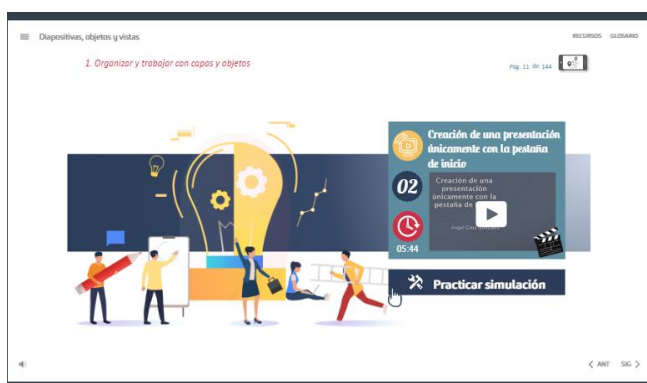 Diapositivas, objetos y vistas
RECURSOS GLOSARIO
1. Organizar y trabajar con capas y objetos
Pág. 11 de 144
Creación de una presentación
únicamente con la pestaña
de inicio
02
Creación de una
presentación
únicamente con la
pestaña de
05:44
Practicar simulación
ANT SIG